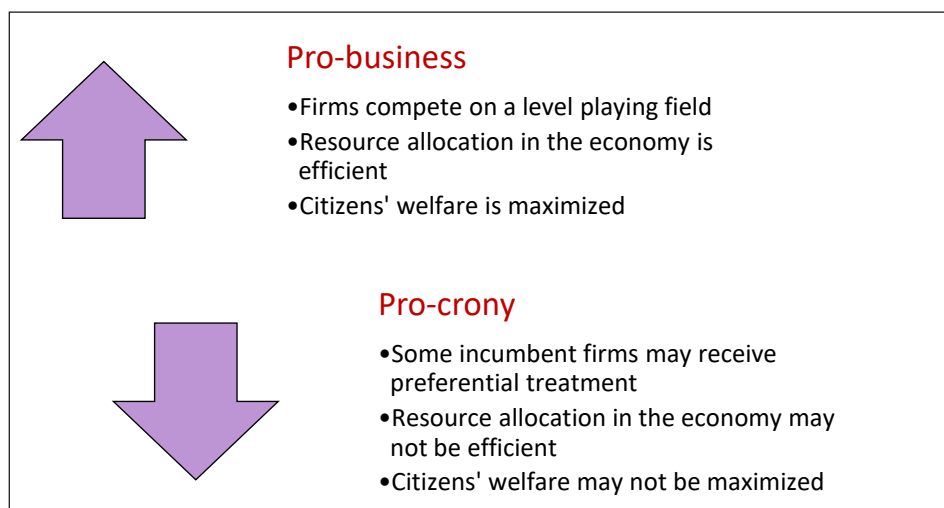 Pro-business
•Firms compete on a level playing field
•Resource allocation in the economy is
efficient
•Citizens' welfare is maximized
Pro-crony
•Some incumbent firms may receive
preferential treatment
•Resource allocation in the economy may
not be efficient
•Citizens' welfare may not be maximized